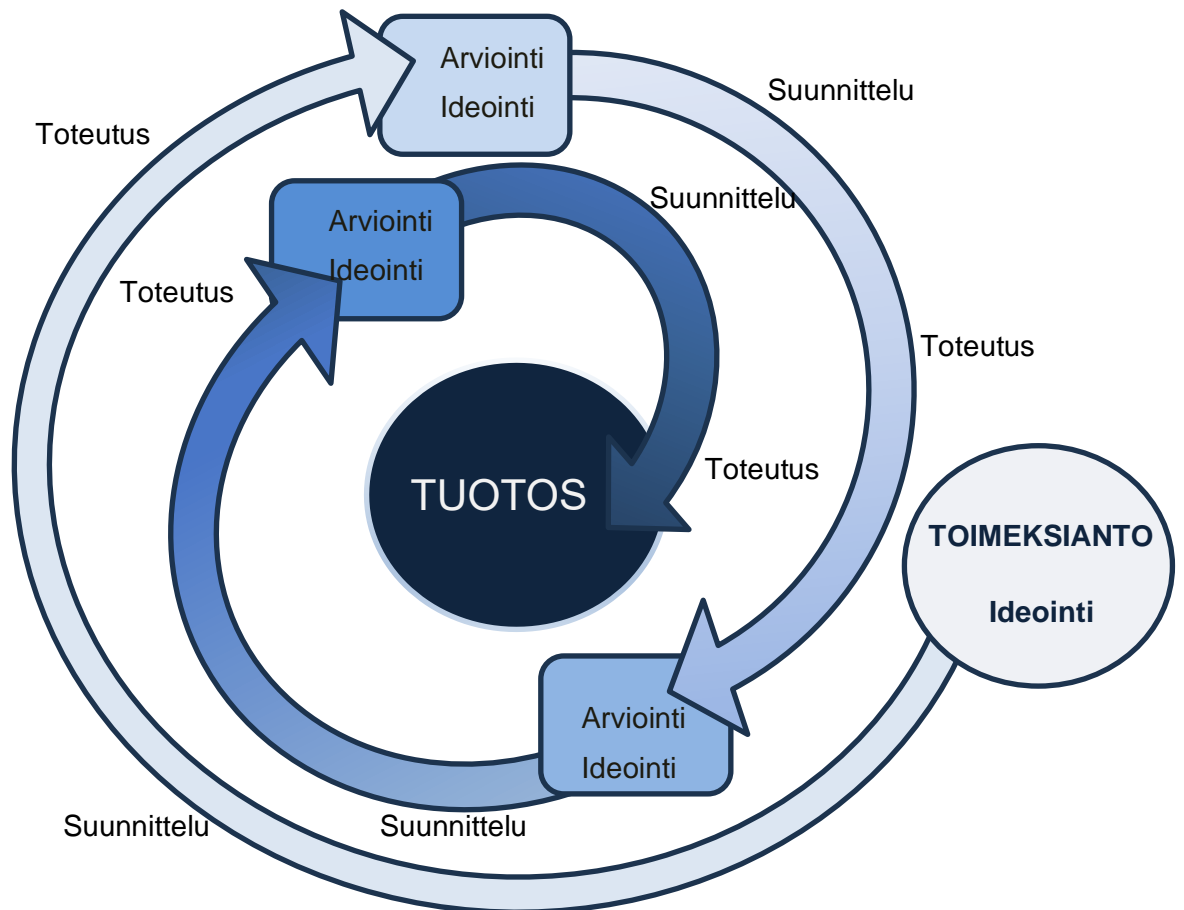 Arviointi
Ideointi
Suunnittelu
Toteutus
Suunnittelu
Arviointi
Ideointi
Toteutus
Toteutus
Toteutus
TUOTOS
TOIMEKSIANTO
Ideointi
Arviointi
Ideointi
Suunnittelu
Suunnittelu